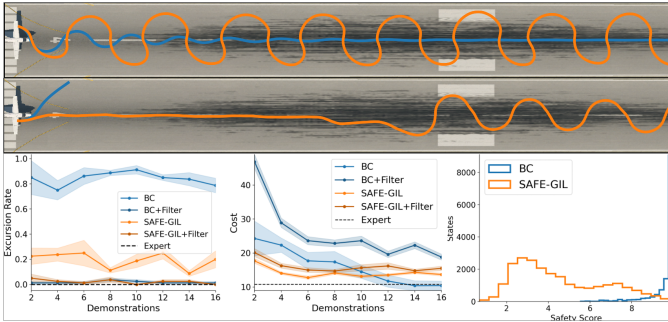 1.0
0.8
0.6
0.4
0.2
0.0
Excursion Rate
BC
BC+Filter
SAFE-GIL
SAFE-GIL+Filter
Expert
2 4 6 8 10 12 14 16
Demonstrations
40
30
20
10
Cost
BC
BC+Filter
SAFE-GIL
SAFE-GIL+Filter
Expert
2 4 6 8 10 12 14 16
Demonstrations
8000
6000
4000
2000
0
States
BC
SAFE-GIL
2 4 6 8
Safety Score